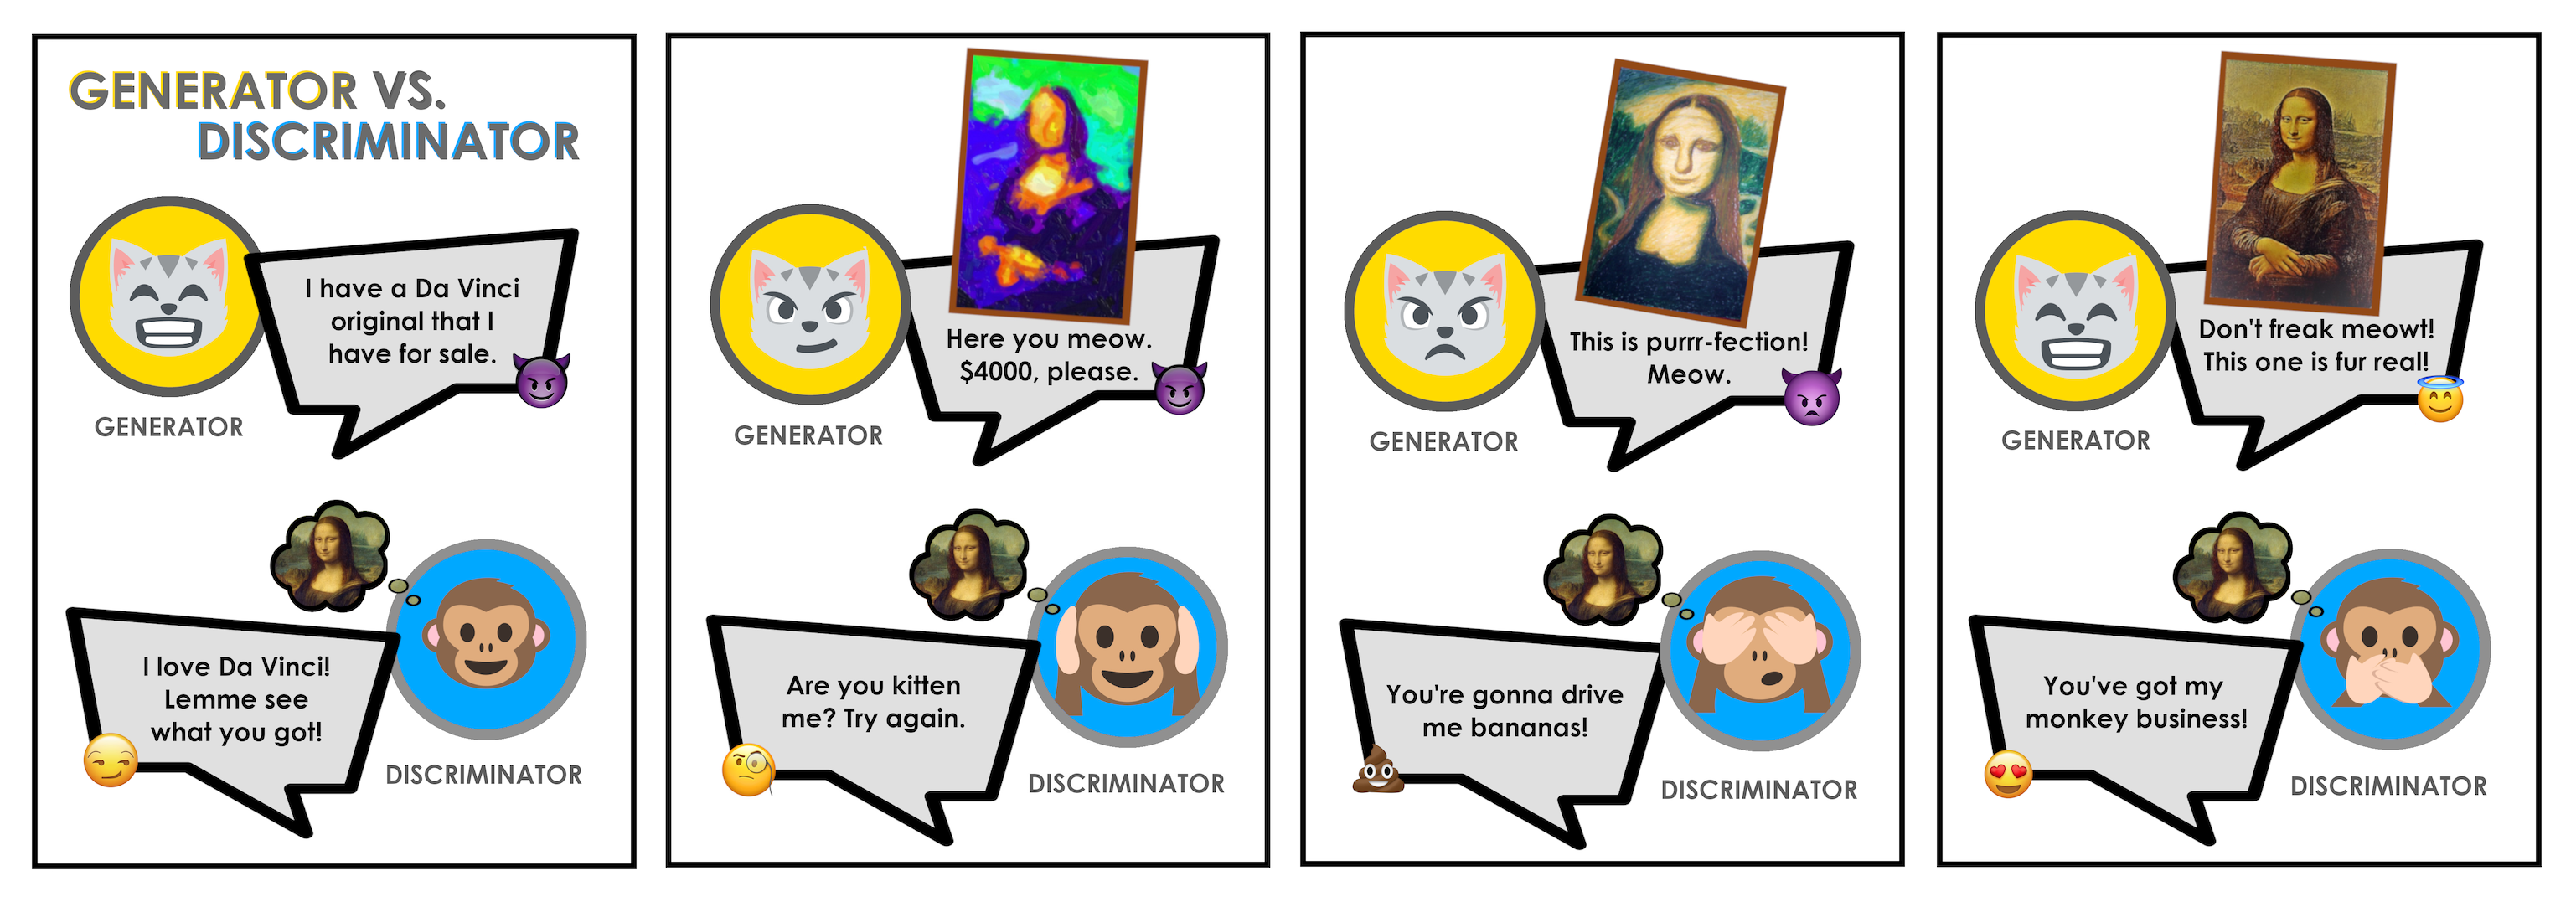 GENERATOR VS.
DISCRIMINATOR
I have a Da Vinci
original that I
have for sale.
GENERATOR
I love Da Vinci!
Lemme see
what you got!
DISCRIMINATOR
Here you meow.
$4000, please.
GENERATOR
Are you kitten
me? Try again.
DISCRIMINATOR
This is purrr-fection!
Meow.
GENERATOR
You're gonna drive
me bananas!
DISCRIMINATOR
Don't freak meowt!
This one is fur real!
GENERATOR
You've got my
monkey business!
DISCRIMINATOR